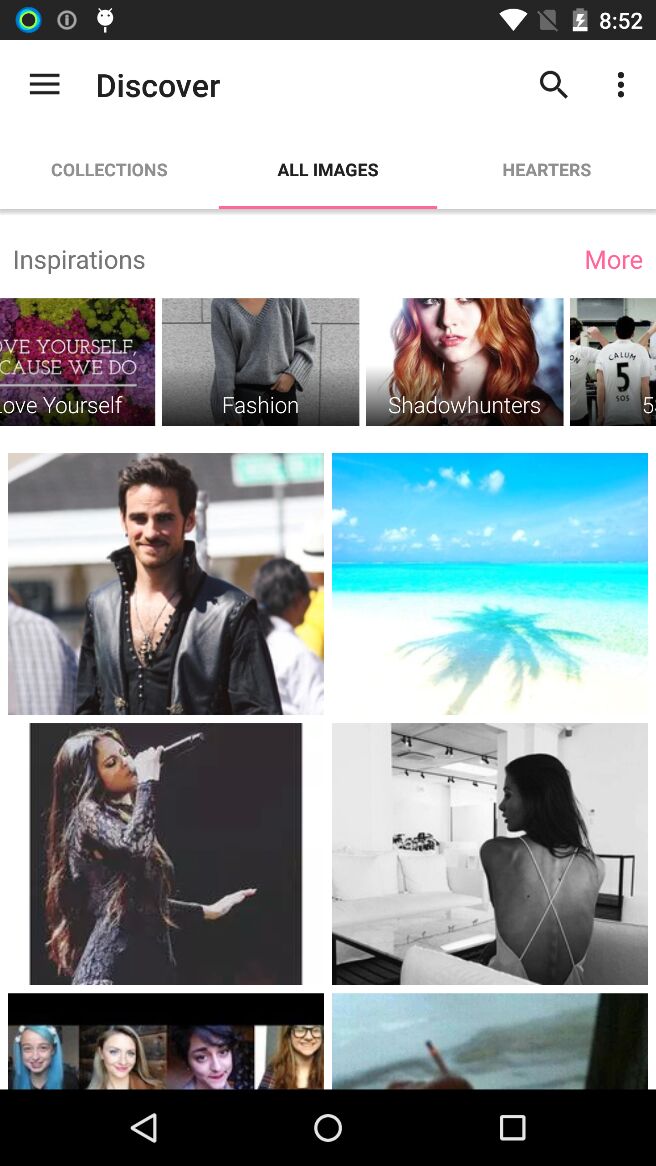 8:52
Discover
COLLECTIONS
ALL IMAGES
HEARTERS
Inspirations
More
OVE YOURSELF,
CAUSE WE DO
Love Yourself
Fashion
Shadowhunters
ON
CALUM
5
SOS
5